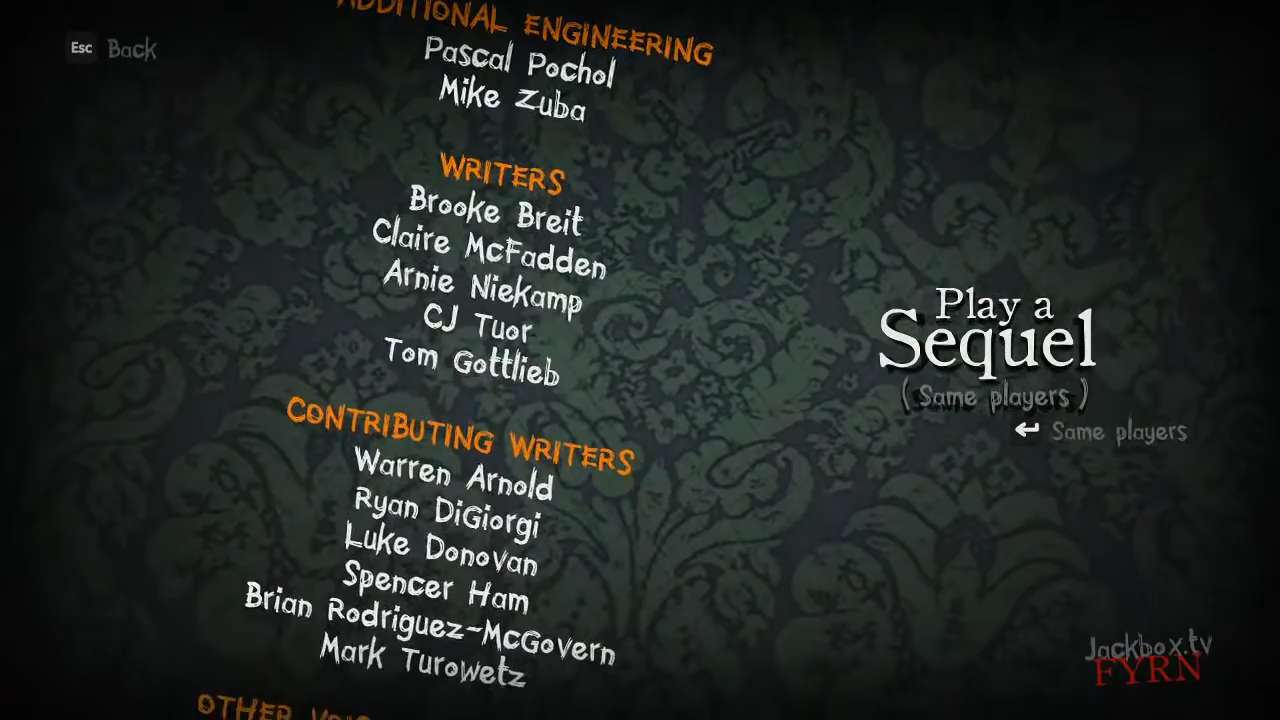 ADDITIONAL ENGINEERING
Esc Back
Pascal Pochol
Mike Zuba
WRITERS
Brooke Breit
Claire McFadden
Arnie Niekamp
CJ Tuor
Tom Gottlieb
Play a
Sequel
(Same players)
Same players
CONTRIBUTING WRITERS
Warren Arnold
Ryan DiGiorgi
Luke Donovan
Spencer Ham
Brian Rodriguez-McGovern
Mark Turowetz
Jackbox.tv
FYRN
OTHER